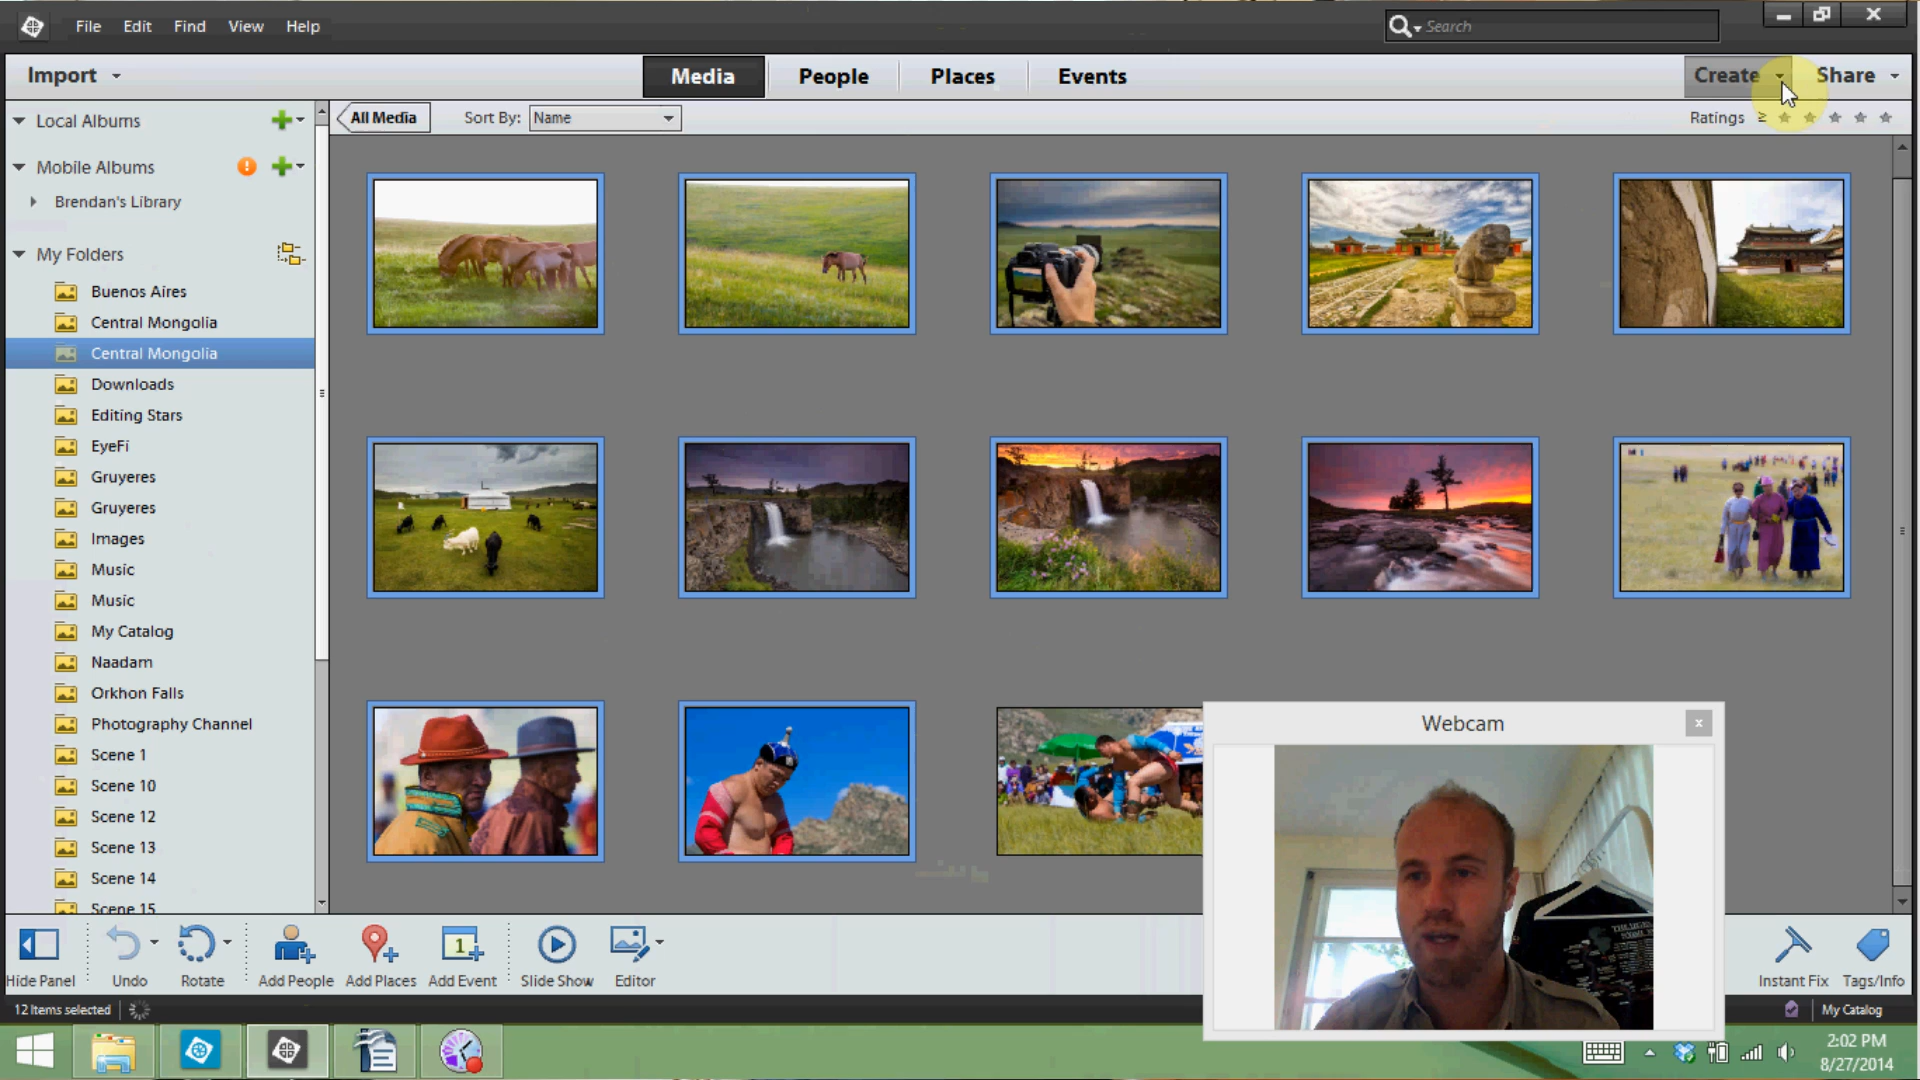 File Edit Find View Help
Search
Import
Media
People
Places
Events
Create
Share
Local Albums
All Media
Sort By:
Name
Ratings ≥
Mobile Albums
Brendan's Library
My Folders
Buenos Aires
Central Mongolia
Central Mongolia
Downloads
Editing Stars
EyeFi
Gruyeres
Gruyeres
Images
Music
Music
My Catalog
Naadam
Orkhon Falls
Photography Channel
Scene 1
Scene 10
Scene 12
Scene 13
Scene 14
Scene 15
Webcam
Hide Panel
Undo
Rotate
Add People
Add Places
1
Add Event
Slide Show
Editor
Instant Fix
Tags/Info
12 Items selected
My Catalog
2:02 PM
8/27/2014